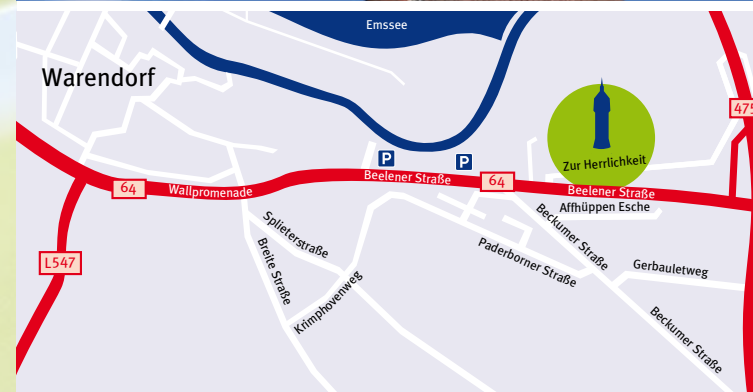 Emssee
Warendorf
475
P
P
Zur Herrlichkeit
64
Wallpromenade
Beelener Straße
64
Beelener Straße
Affhüppen Esche
L547
Splieterstraße
Breite Straße
Krimphovenweg
Paderborner Straße
Beckumer Straße
Gerbauletweg
Beckumer Straße